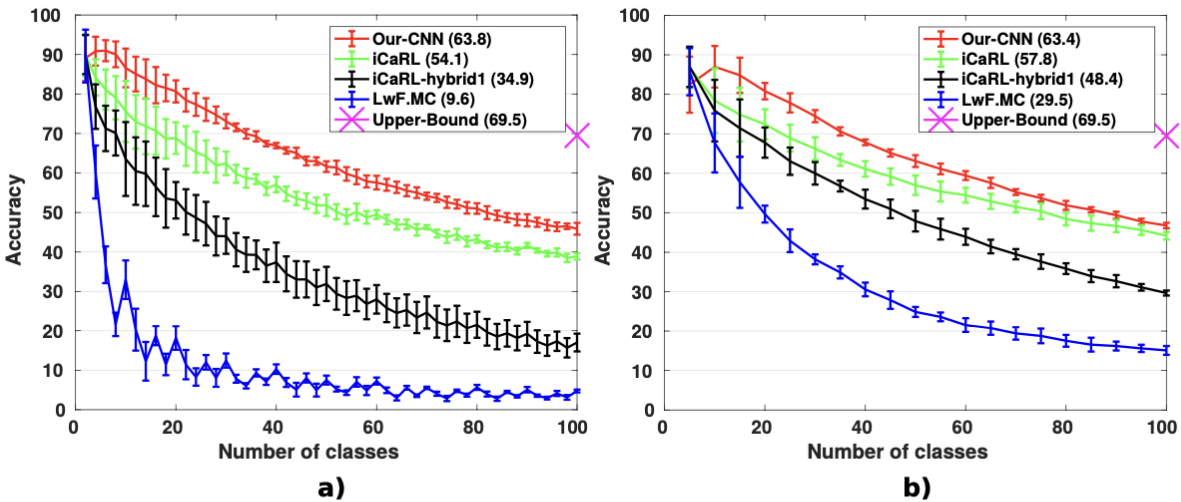 100
90
80
70
60
50
40
30
20
10
0
Accuracy
Our-CNN (63.8)
iCaRL (54.1)
iCaRL-hybrid1 (34.9)
LwF.MC (9.6)
Upper-Bound (69.5)
0 20 40 60 80 100
Number of classes
a)
100
90
80
70
60
50
40
30
20
10
0
Accuracy
Our-CNN (63.4)
iCaRL (57.8)
iCaRL-hybrid1 (48.4)
LwF.MC (29.5)
Upper-Bound (69.5)
0 20 40 60 80 100
Number of classes
b)